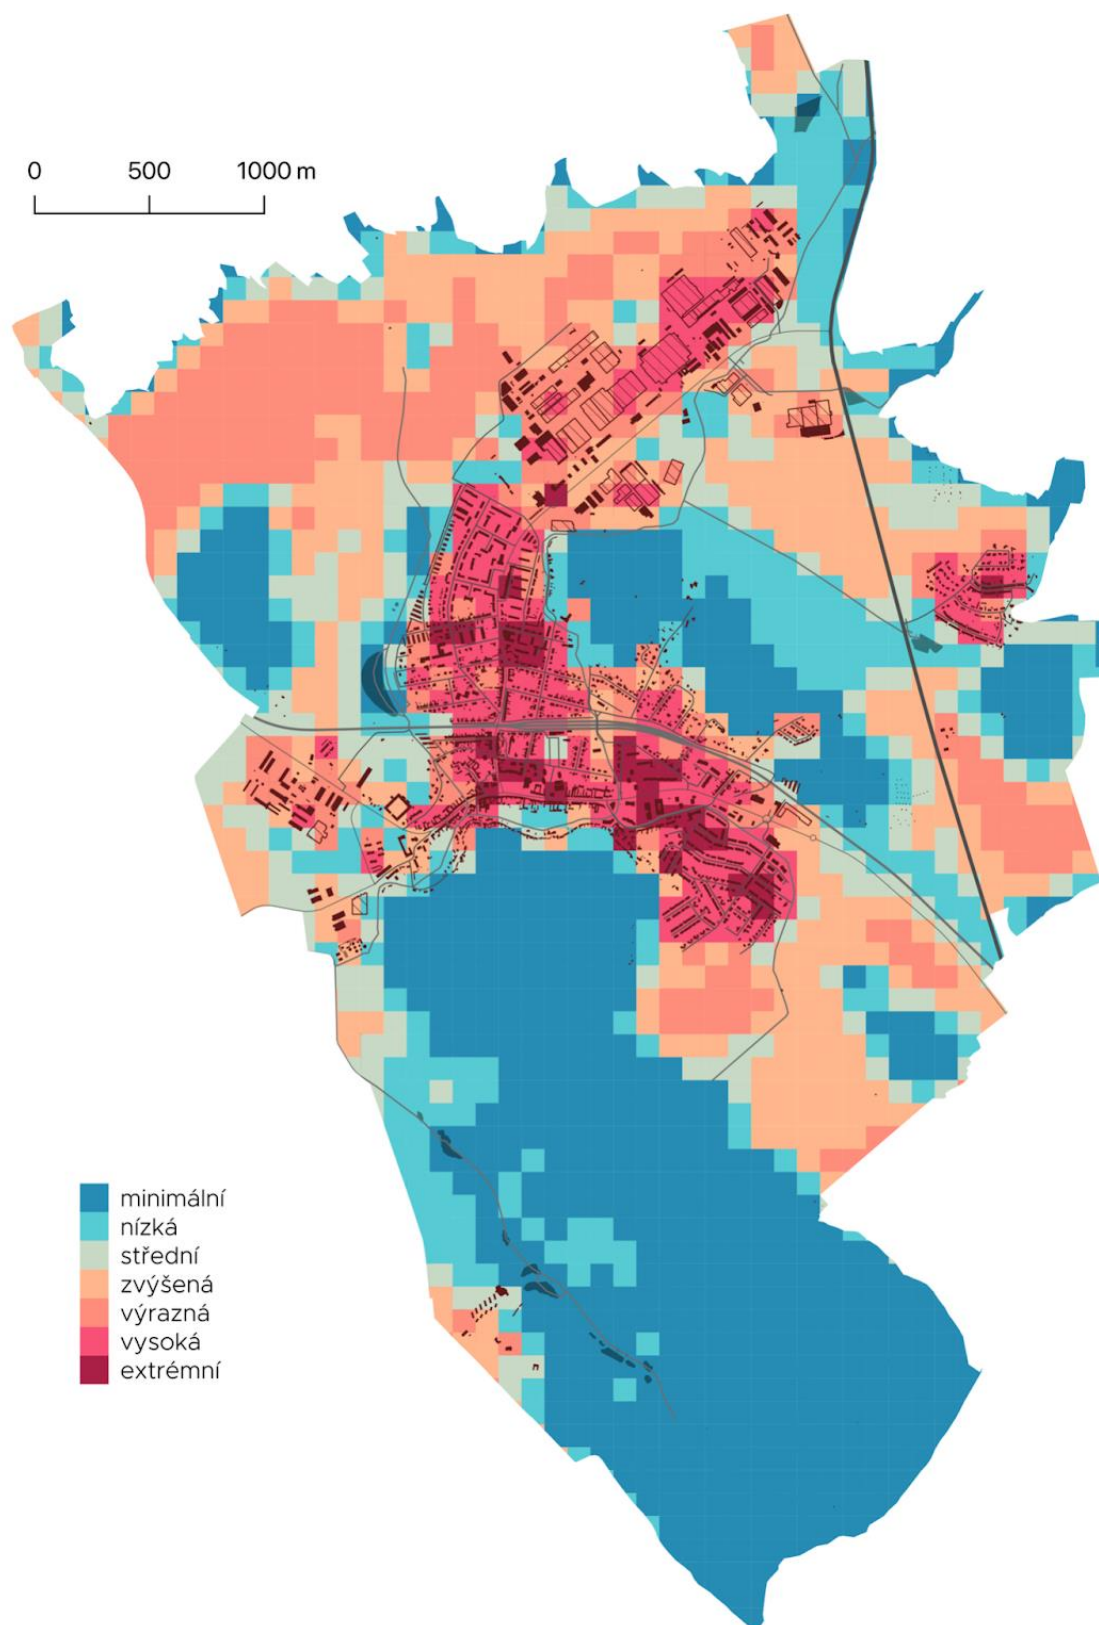 0 500 1000 m
minimální
nízká
střední
zvýšená
výrazná
vysoká
extrémní